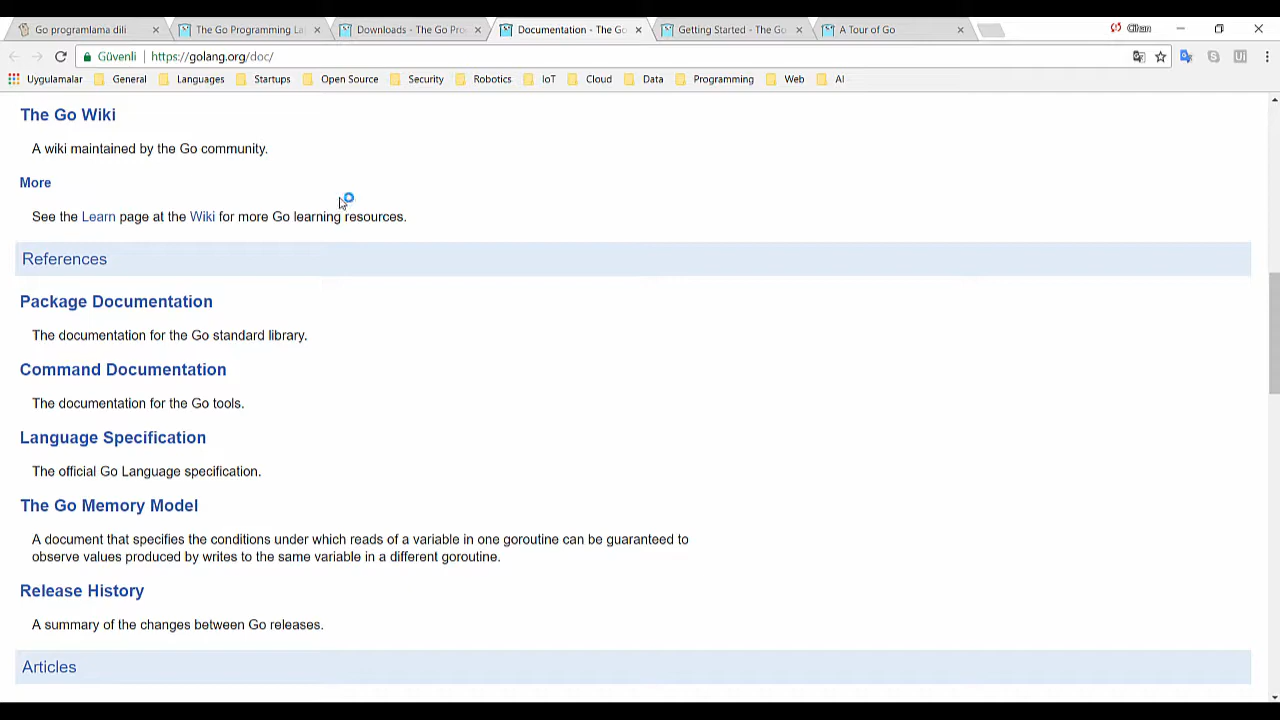 Go programlama dili
The Go Programming La
Downloads - The Go Pro
Documentation - The Go
Getting Started - The Go
A Tour of Go
Cihan
Güvenli
https://golang.org/doc/
Uygulamalar
General
Languages
Startups
Open Source
Security
Robotics
IoT
Cloud
Data
Programming
Web
AI
The Go Wiki
A wiki maintained by the Go community.
More
See the Learn page at the Wiki for more Go learning resources.
References
Package Documentation
The documentation for the Go standard library.
Command Documentation
The documentation for the Go tools.
Language Specification
The official Go Language specification.
The Go Memory Model
A document that specifies the conditions under which reads of a variable in one goroutine can be guaranteed to
observe values produced by writes to the same variable in a different goroutine.
Release History
A summary of the changes between Go releases.
Articles